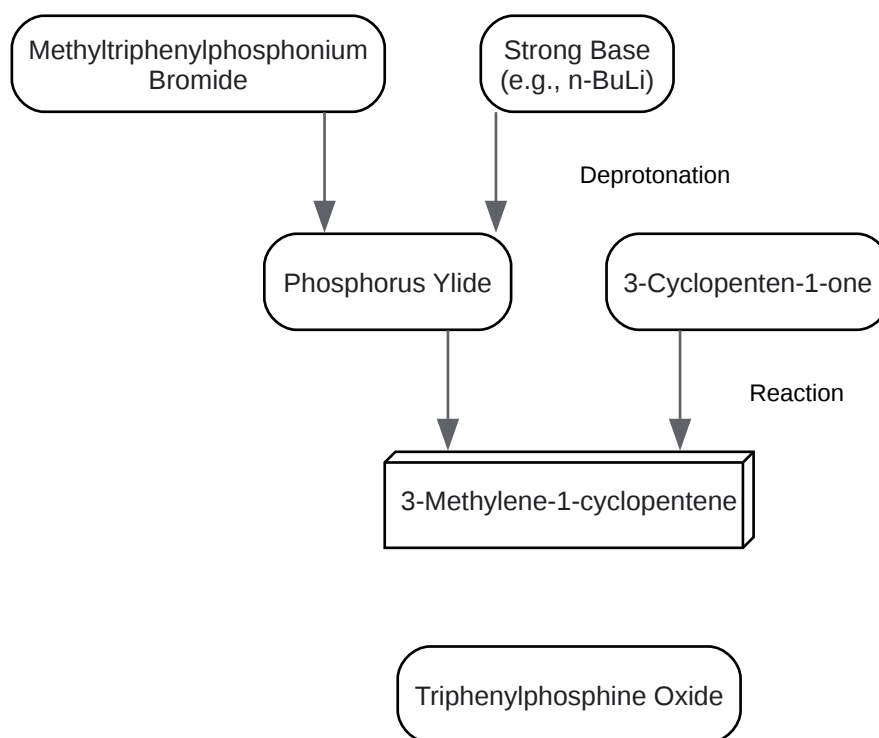 Methyltriphenylphosphonium
Bromide
Strong Base
(e.g., n-BuLi)
Deprotonation
Phosphorus Ylide
3-Cyclopenten-1-one
Reaction
3-Methylene-1-cyclopentene
Triphenylphosphine Oxide